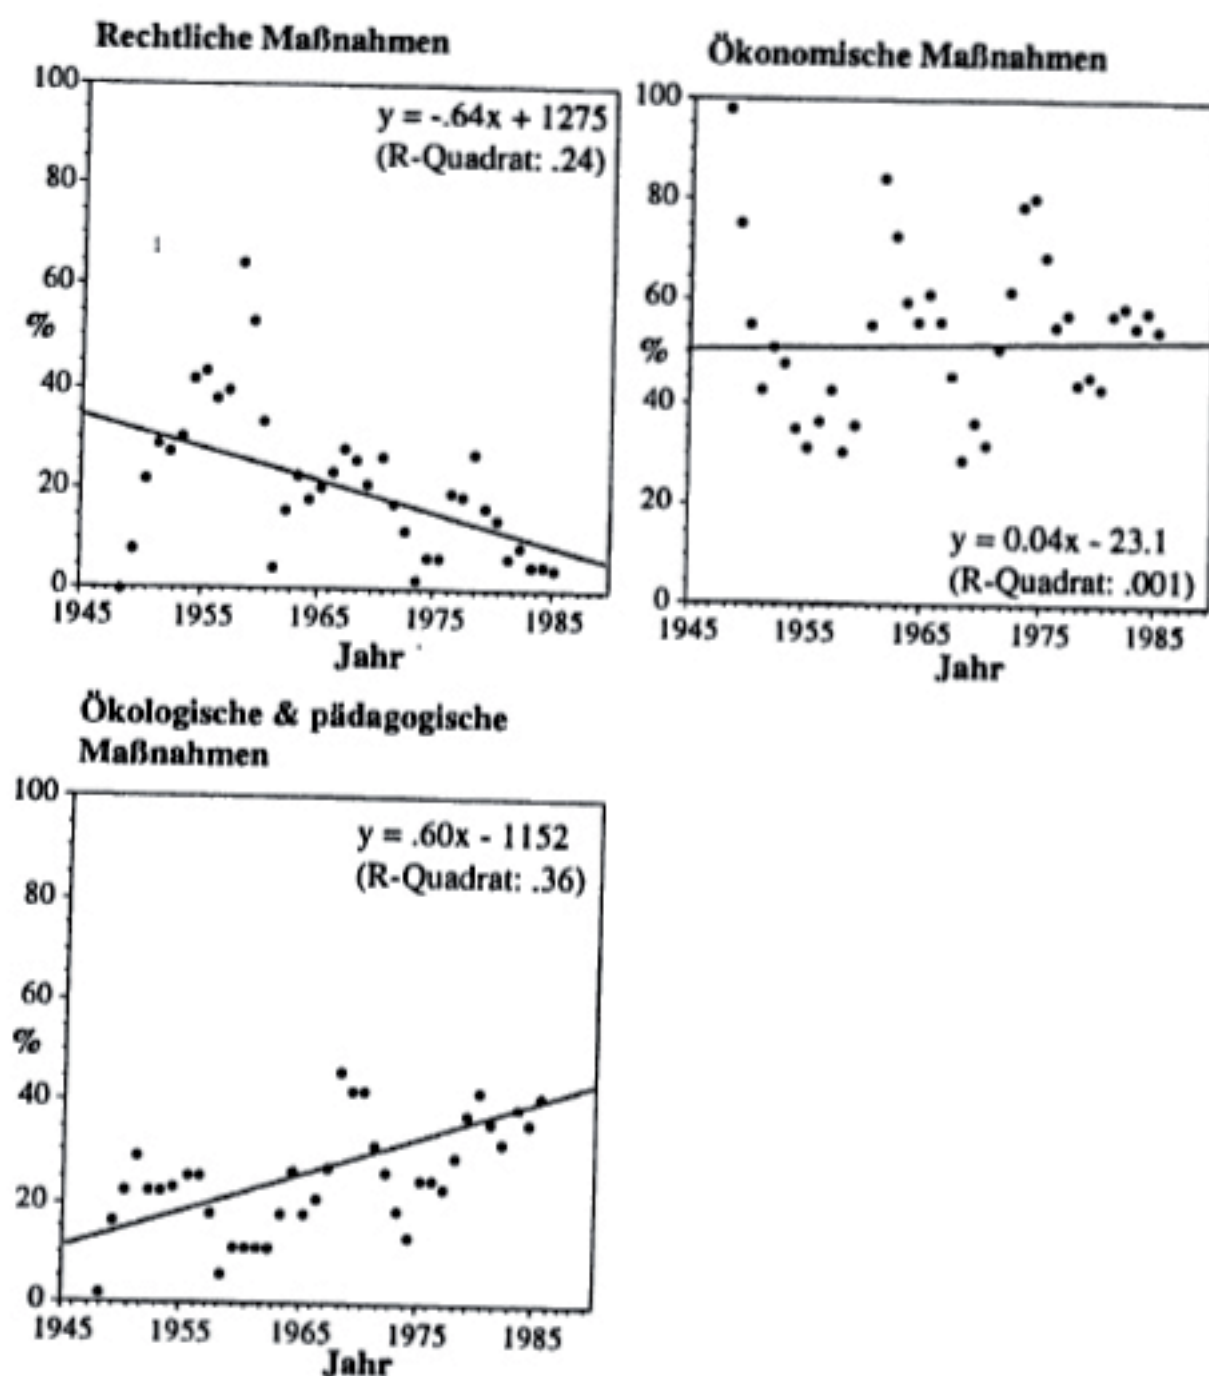 Rechtliche Maßnahmen
100
80
60
%
40
20
0
y = -.64x + 1275
(R-Quadrat: .24)
1945 1955 1965 1975 1985
Jahr
Ökonomische Maßnahmen
100
80
60
%
40
20
0
y = 0.04x - 23.1
(R-Quadrat: .001)
1945 1955 1965 1975 1985
Jahr
Ökologische & pädagogische
Maßnahmen
100
80
60
%
40
20
0
y = .60x - 1152
(R-Quadrat: .36)
1945 1955 1965 1975 1985
Jahr